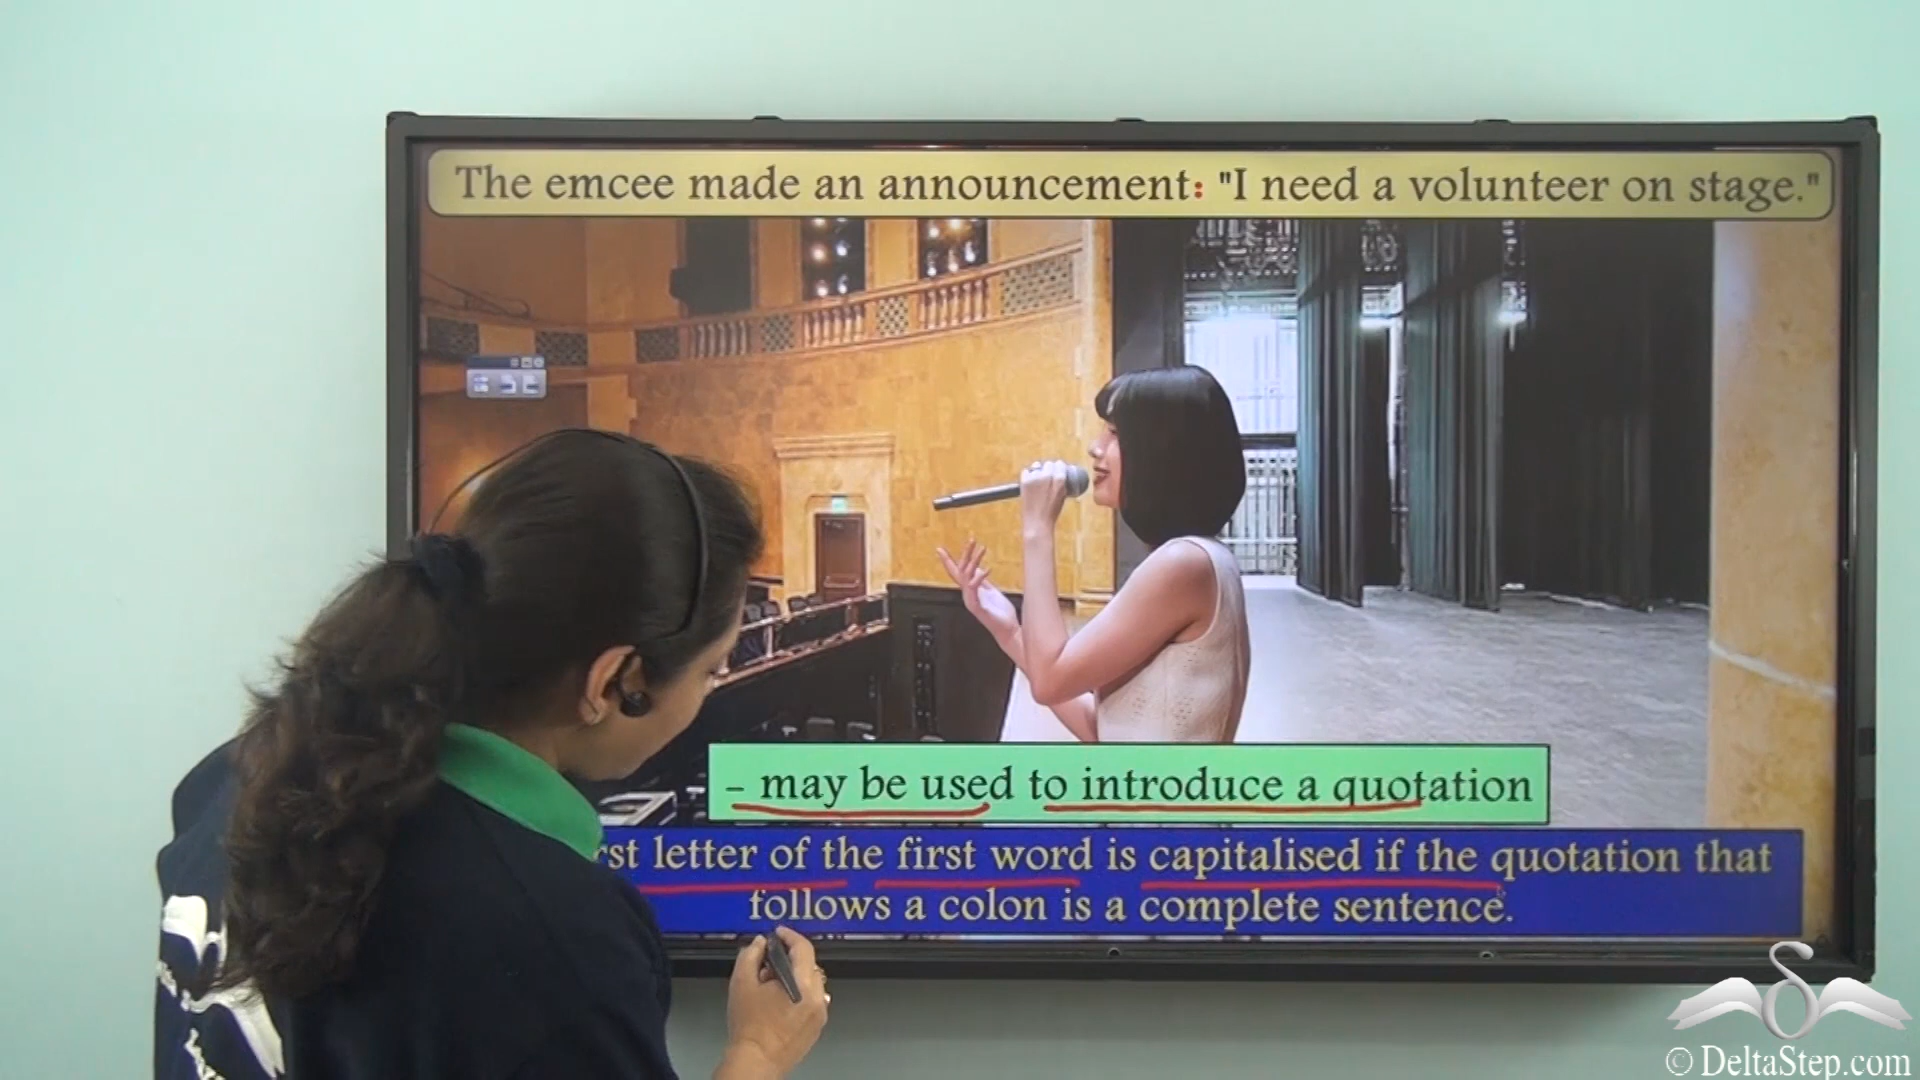 The emcee made an announcement: "I need a volunteer on stage."
– may be used to introduce a quotation
letter of the first word is capitalised if the quotation that
follows a colon is a complete sentence.
© DeltaStep.com